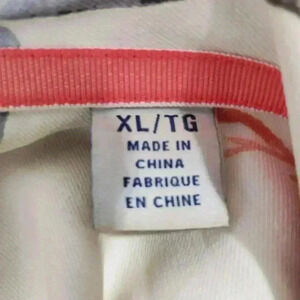 XL/TG
MADE IN
CHINA
FABRIQUE
EN CHINE